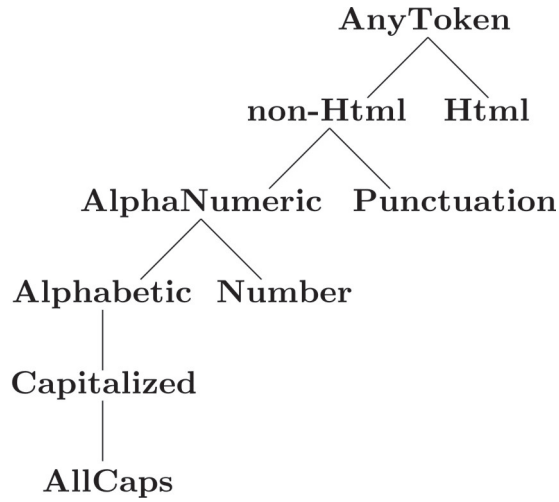 AnyToken
non-Html Html
AlphaNumeric Punctuation
Alphabetic Number
Capitalized
AllCaps